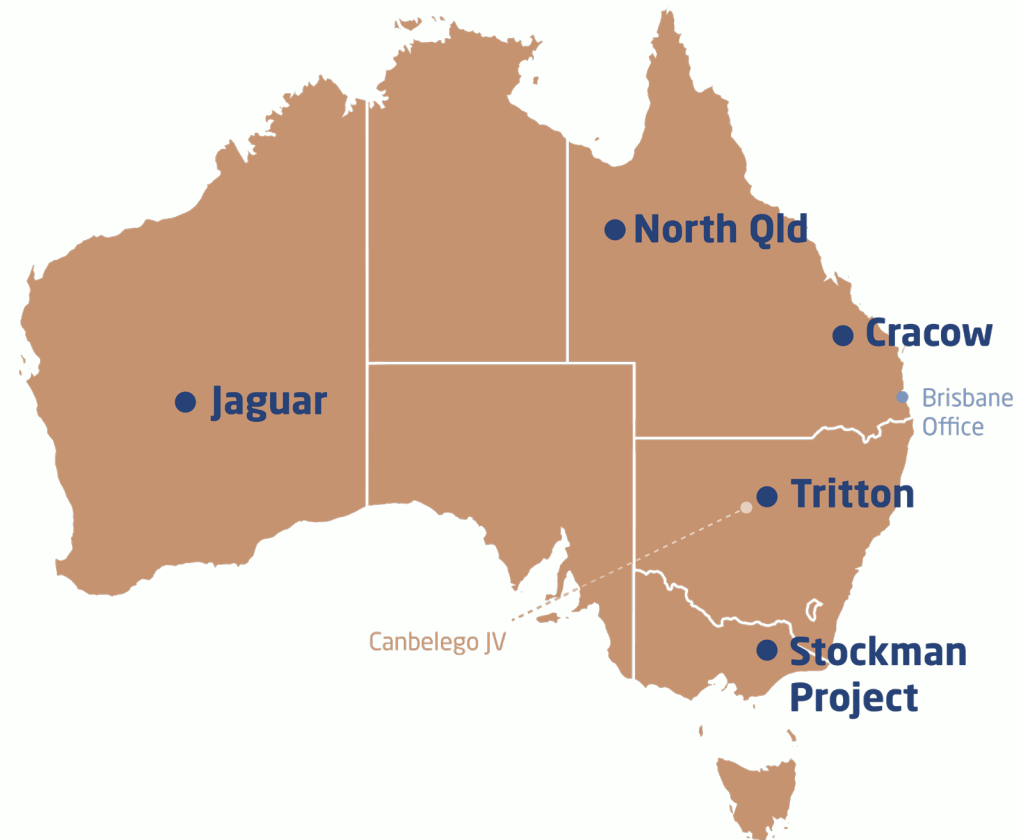 North Qld
Cracow
Jaguar
Brisbane
Office
Tritton
Canbelego JV
Stockman
Project